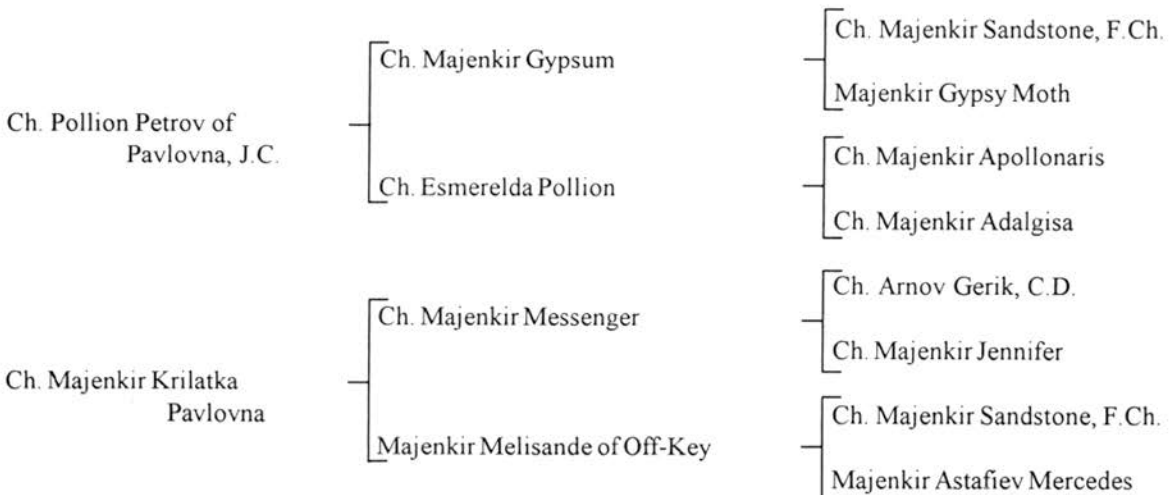 Ch. Majenkir Sandstone, F.Ch.
Ch. Majenkir Gypsum
Majenkir Gypsy Moth
Ch. Pollion Petrov of
Pavlovna, J.C.
Ch. Majenkir Apollonaris
Ch. Esmerelda Pollion
Ch. Majenkir Adalgisa
Ch. Arnov Gerik, C.D.
Ch. Majenkir Messenger
Ch. Majenkir Jennifer
Ch. Majenkir Krilatka
Pavlovna
Ch. Majenkir Sandstone, F.Ch.
Majenkir Melisande of Off-Key
Majenkir Astafiev Mercedes